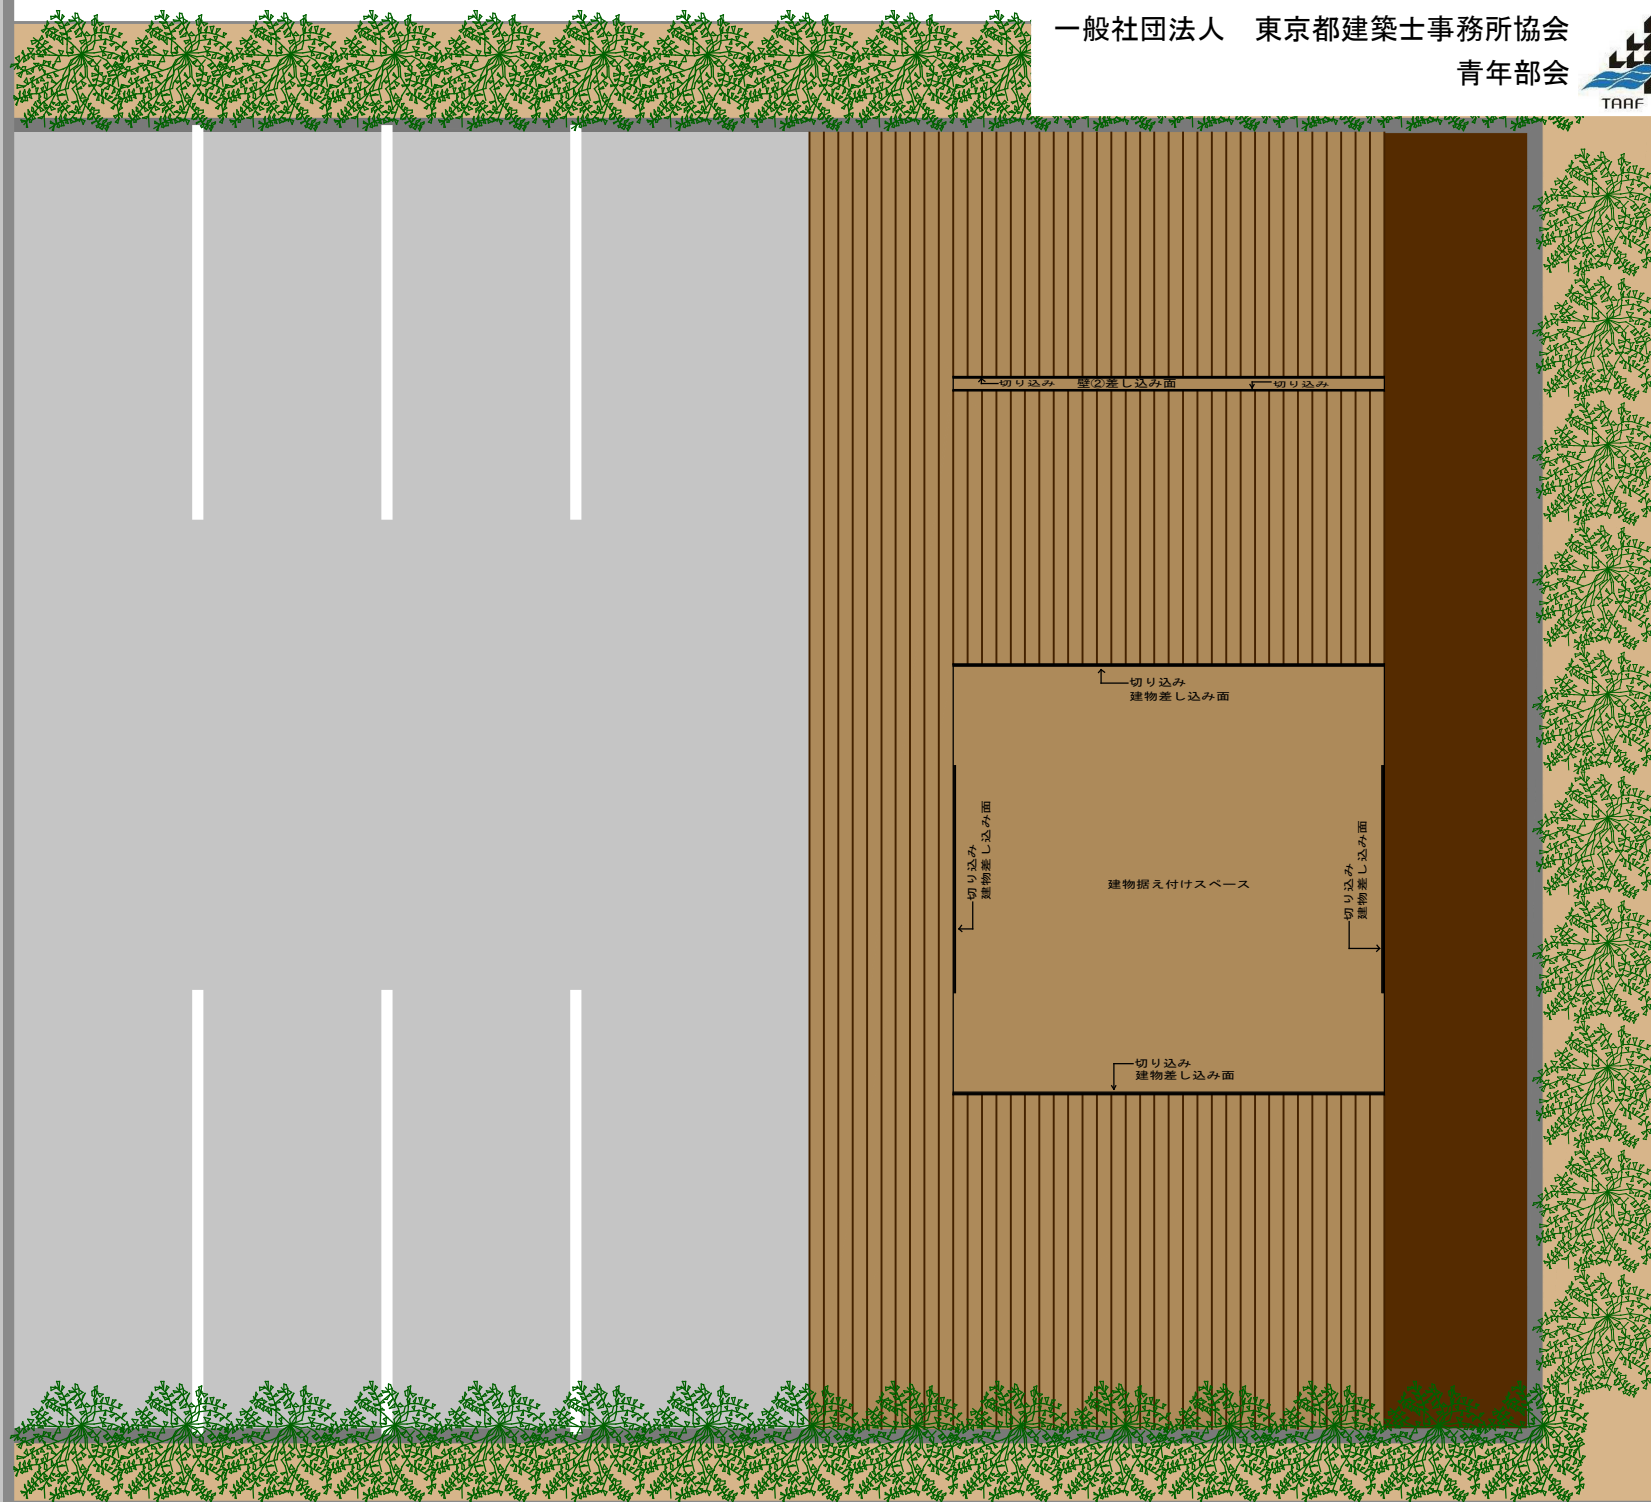 一般社団法人　東京都建築士事務所協会
青年部会
TAAF
切り込み　壁②差し込み面　切り込み
切り込み
建物差し込み面
切り込み
建物差し込み面
建物据え付けスペース
切り込み
建物差し込み面
切り込み
建物差し込み面